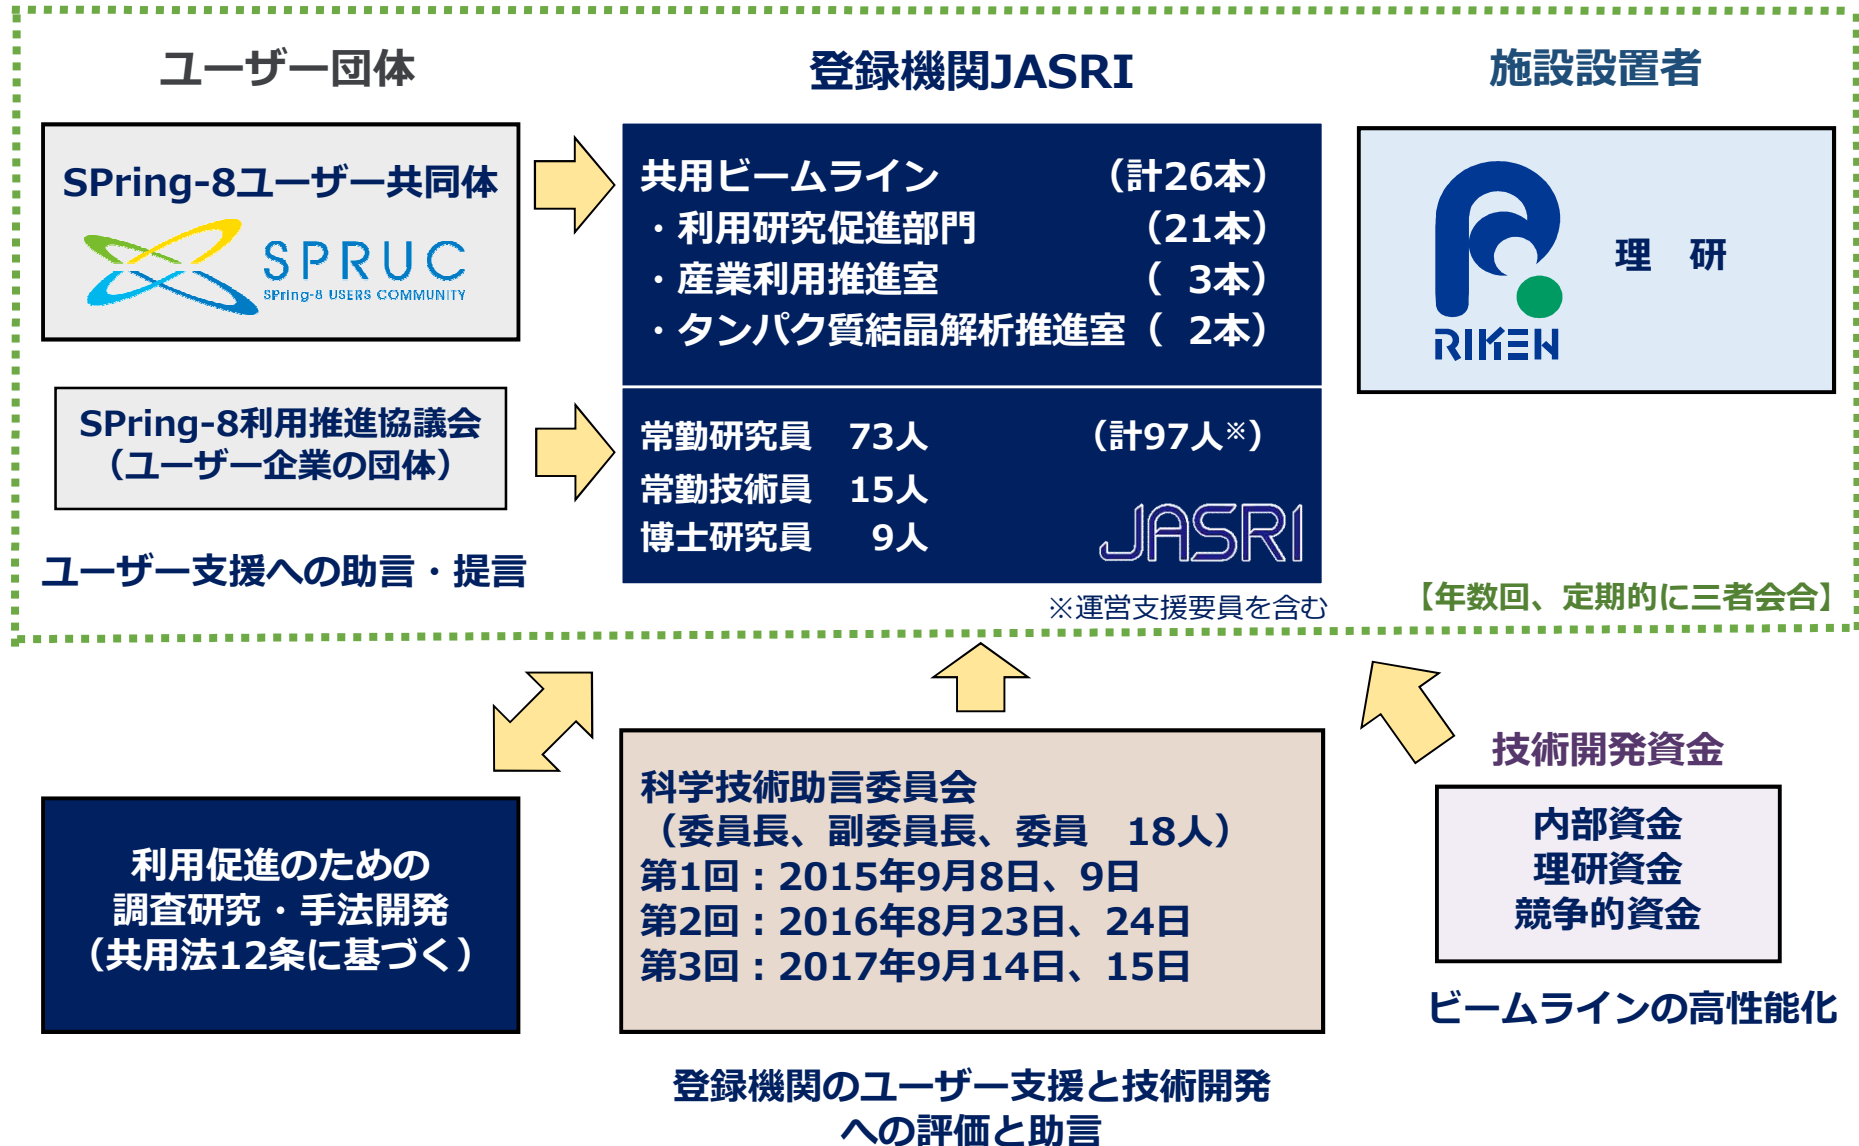 ユーザー団体
SPring-8ユーザー共同体
SPRUC
SPring-8 USERS COMMUNITY
SPring-8利用推進協議会
（ユーザー企業の団体）
ユーザー支援への助言・提言
登録機関JASRI
共用ビームライン （計26本）
・利用研究促進部門 （21本）
・産業利用推進室 （ 3本）
・タンパク質結晶解析推進室（ 2本）
常勤研究員 73人 （計97人※）
常勤技術員 15人
博士研究員 9人
JASRI
※運営支援要員を含む
施設設置者
理 研
RIKEN
【年数回、定期的に三者会合】
利用促進のための
調査研究・手法開発
（共用法12条に基づく）
科学技術助言委員会
（委員長、副委員長、委員 18人）
第1回：2015年9月8日、9日
第2回：2016年8月23日、24日
第3回：2017年9月14日、15日
登録機関のユーザー支援と技術開発
への評価と助言
技術開発資金
内部資金
理研資金
競争的資金
ビームラインの高性能化